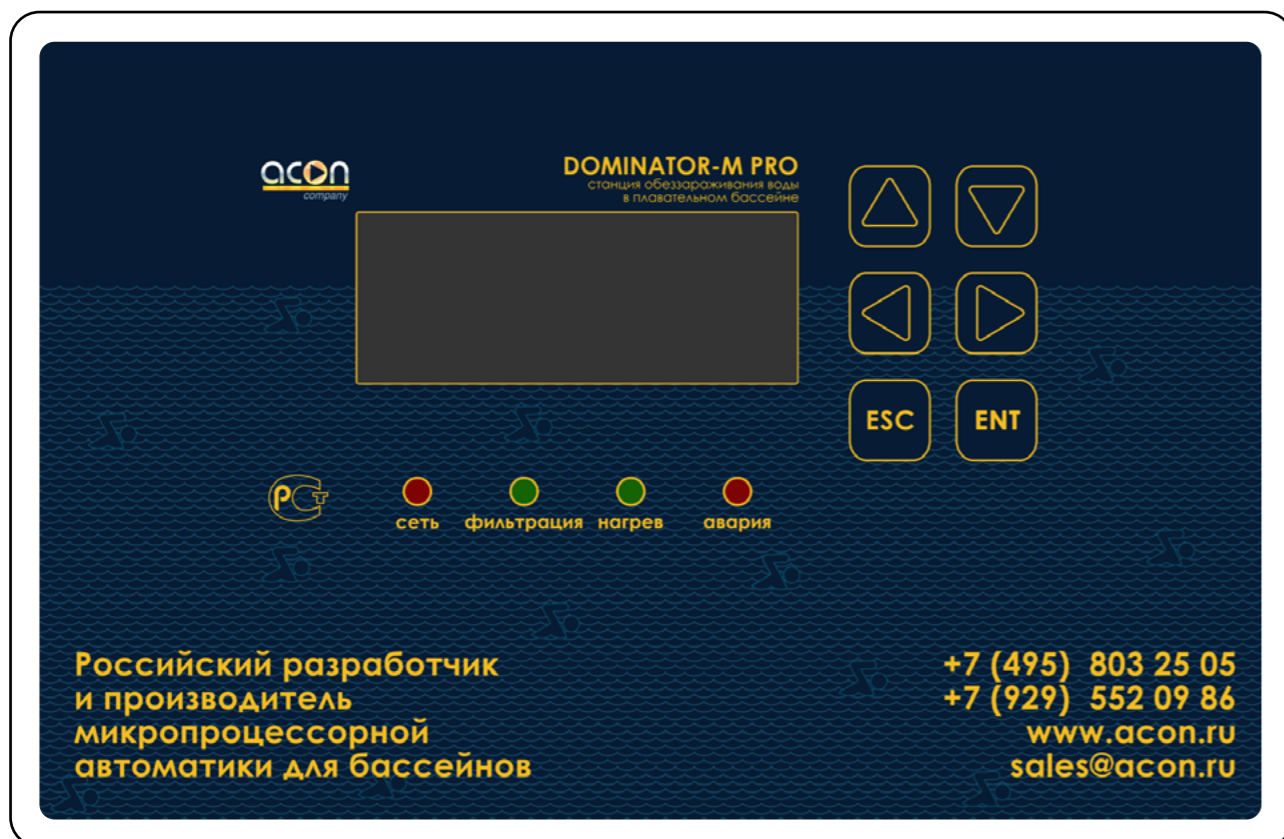 acon
company
DOMINATOR-M PRO
станция обеззараживания воды
в плавательном бассейне
ESC
ENT
РСТ
сеть
фильтрация
нагрев
авария
Российский разработчик
и производитель
микропроцессорной
автоматики для бассейнов
+7 (495) 803 25 05
+7 (929) 552 09 86
www.acon.ru
sales@acon.ru